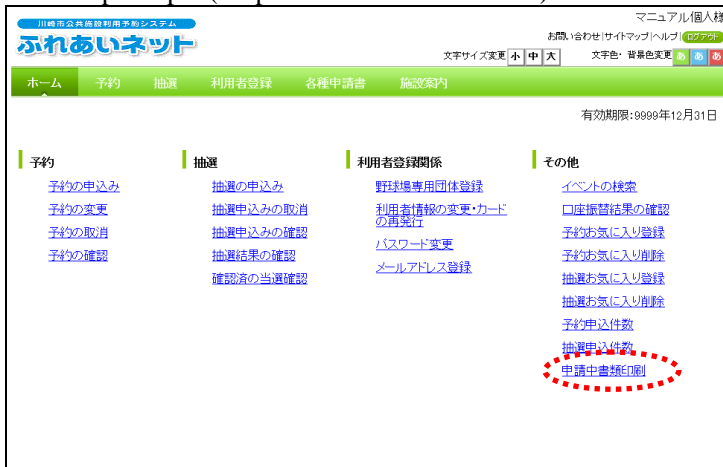 マニュアル個人様
川崎市公共施設利用予約システム
ふれあいネット
お問い合わせ|サイトマップ|ヘルプ|ログアウト
文字サイズ変更 小 中 大 文字色・背景色変更 あ あ あ
ホーム 予約 抽選 利用者登録 各種申請書 施設案内
有効期限:9999年12月31日
予約
予約の申込み
予約の変更
予約の取消
予約の確認
抽選
抽選の申込み
抽選申込みの取消
抽選申込みの確認
抽選結果の確認
確認済の当選確認
利用者登録関係
野球場専用団体登録
利用者情報の変更・カード
の再発行
パスワード変更
メールアドレス登録
その他
イベントの検索
口座振替結果の確認
予約お気に入り登録
予約お気に入り削除
抽選お気に入り登録
抽選お気に入り削除
予約申込件数
抽選申込件数
申請中書類印刷